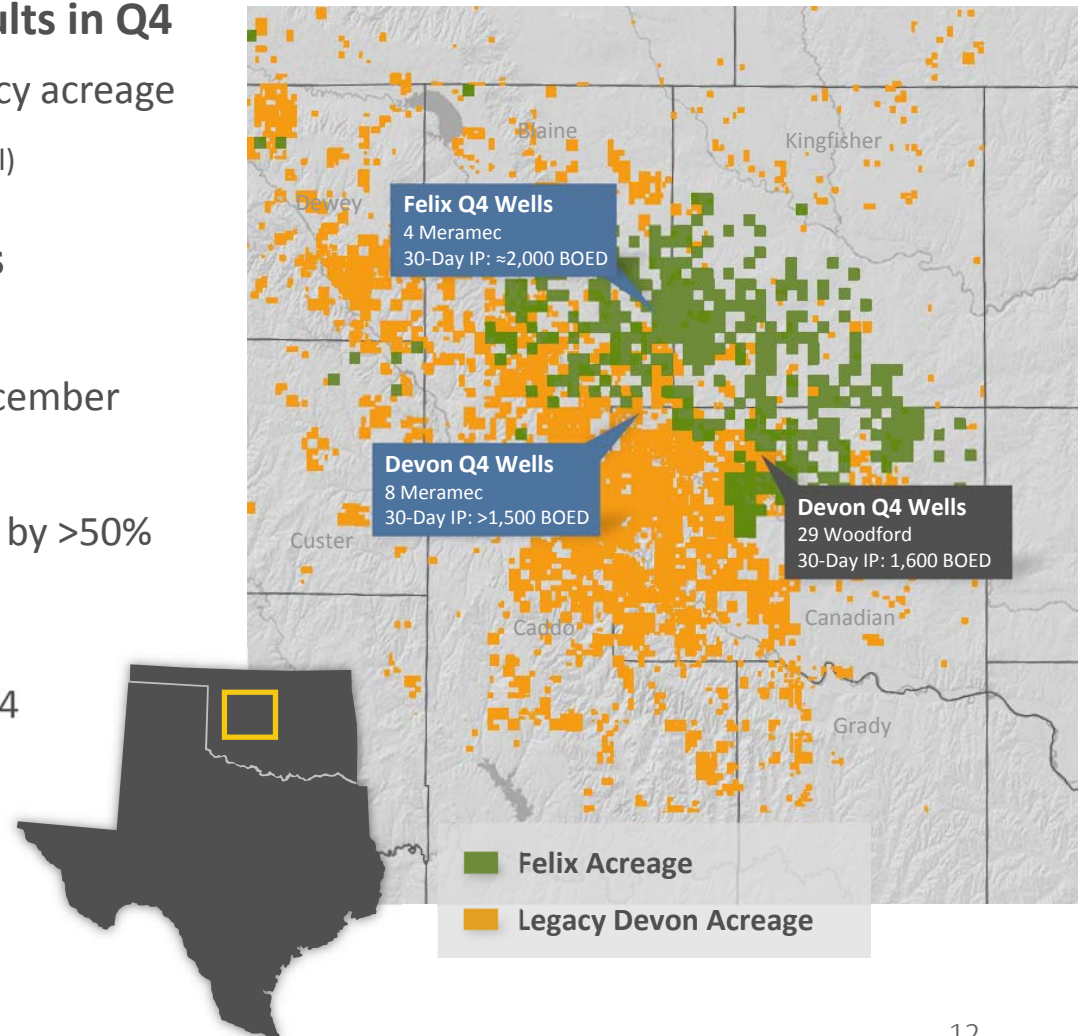 ults in Q4
cy acreage
l)
s
cember
by >50%
4
Blaine
Kingfisher
Dewey
Felix Q4 Wells
4 Meramec
30-Day IP: ≈2,000 BOED
Devon Q4 Wells
8 Meramec
30-Day IP: >1,500 BOED
Devon Q4 Wells
29 Woodford
30-Day IP: 1,600 BOED
Custer
Caddo
Canadian
Grady
Felix Acreage
Legacy Devon Acreage
12